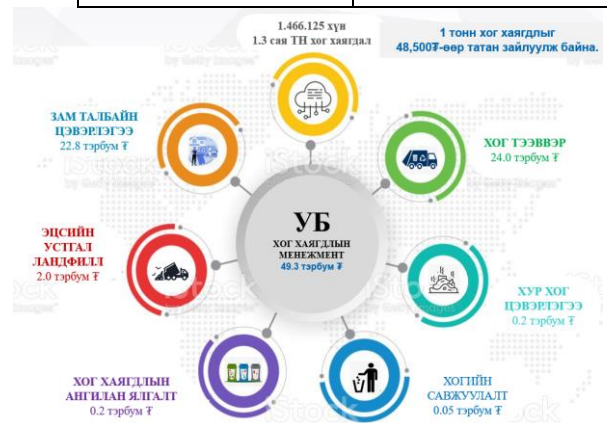 1.466.125 хүн
1.3 сая ТН хог хаягдал
1 тонн хог хаягдлыг
48,500₮-өөр татан зайлуулж байна.
ЗАМ ТАЛБАЙН
ЦЭВЭРЛЭГЭЭ
22.8 тэрбум ₮
ХОГ ТЭЭВВЭР
24.0 тэрбум ₮
ЭЦСИЙН
УСТГАЛ
ЛАНДФИЛЛ
2.0 тэрбум ₮
УБ
ХОГ ХАЯГДЛЫН
МЕНЕЖМЕНТ
49.3 тэрбум ₮
ХУР ХОГ
ЦЭВЭРЛЭГЭЭ
0.2 тэрбум ₮
ХОГ ХАЯГДЛЫН
АНГИЛАН ЯЛГАЛТ
0.2 тэрбум ₮
ХОГИЙН
САВЖУУЛАЛТ
0.05 тэрбум ₮
iStock